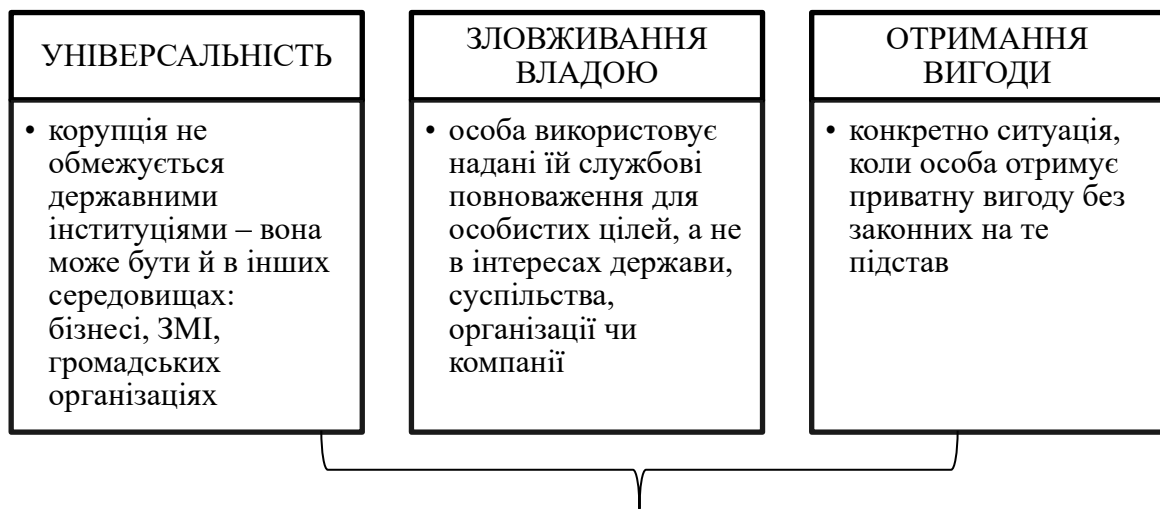 УНІВЕРСАЛЬНІСТЬ
• корупція не
обмежується
державними
інституціями – вона
може бути й в інших
середовищах:
бізнесі, ЗМІ,
громадських
організаціях
ЗЛОВЖИВАННЯ
ВЛАДОЮ
• особа використовує
надані їй службові
повноваження для
особистих цілей, а не
в інтересах держави,
суспільства,
організації чи
компанії
ОТРИМАННЯ
ВИГОДИ
• конкретно ситуація,
коли особа отримує
приватну вигоду без
законних на те
підстав